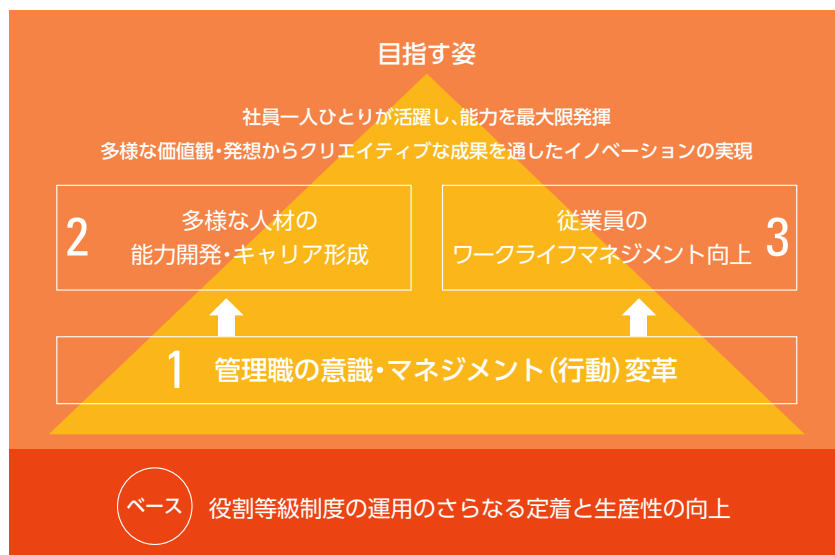 目指す姿
社員一人ひとりが活躍し、能力を最大限発揮
多様な価値観・発想からクリエイティブな成果を通したイノベーションの実現
2
多様な人材の
能力開発・キャリア形成
従業員の
ワークライフマネジメント向上
3
1 管理職の意識・マネジメント(行動)変革
ベース 役割等級制度の運用のさらなる定着と生産性の向上